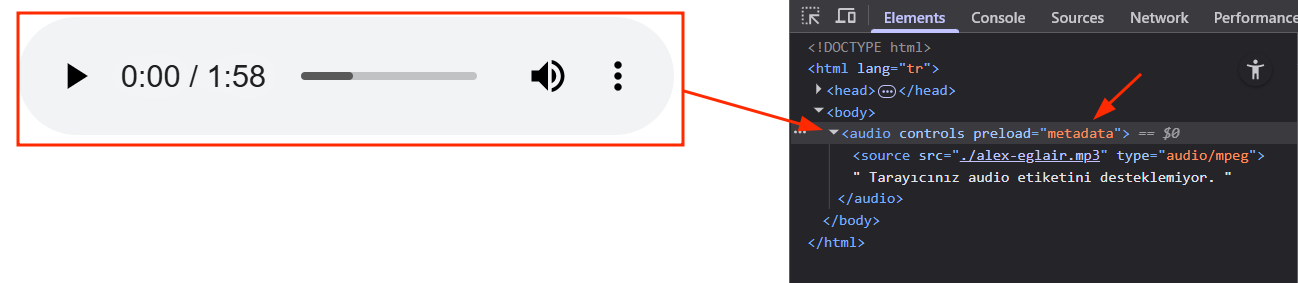 0:00 / 1:58
Elements Console Sources Network Performance
<!DOCTYPE html>
<html lang="tr">
<head> ⋯ </head>
<body>
<audio controls preload="metadata"> == $0
<source src="./alex-eglair.mp3" type="audio/mpeg">
" Tarayıcınız audio etiketini desteklemiyor. "
</audio>
</body>
</html>